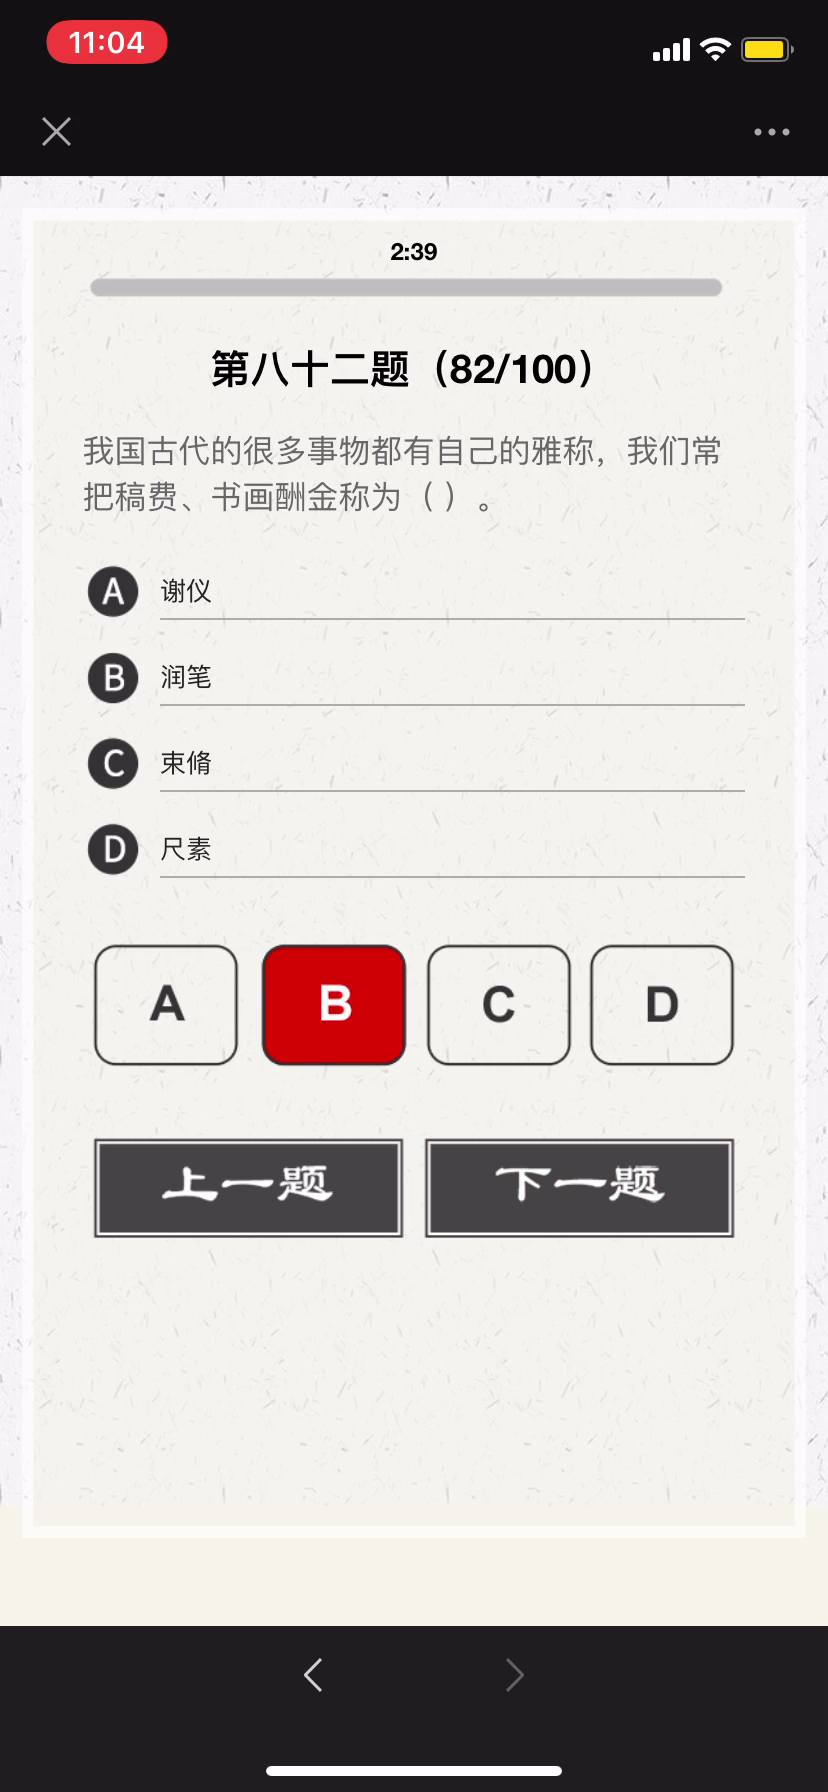 11:04
2:39
第八十二题（82/100）
我国古代的很多事物都有自己的雅称，我们常
把稿费、书画酬金称为（ ）。
A 谢仪
B 润笔
C 束脩
D 尺素
A B C D
上一题 下一题